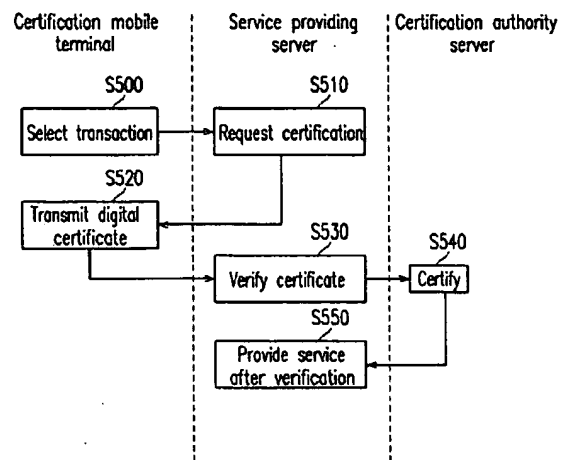 Certification mobile
terminal
Service providing
server
Certification authority
server
S500
Select transaction
S510
Request certification
S520
Transmit digital
certificate
S530
Verify certificate
S540
Certify
S550
Provide service
after verification